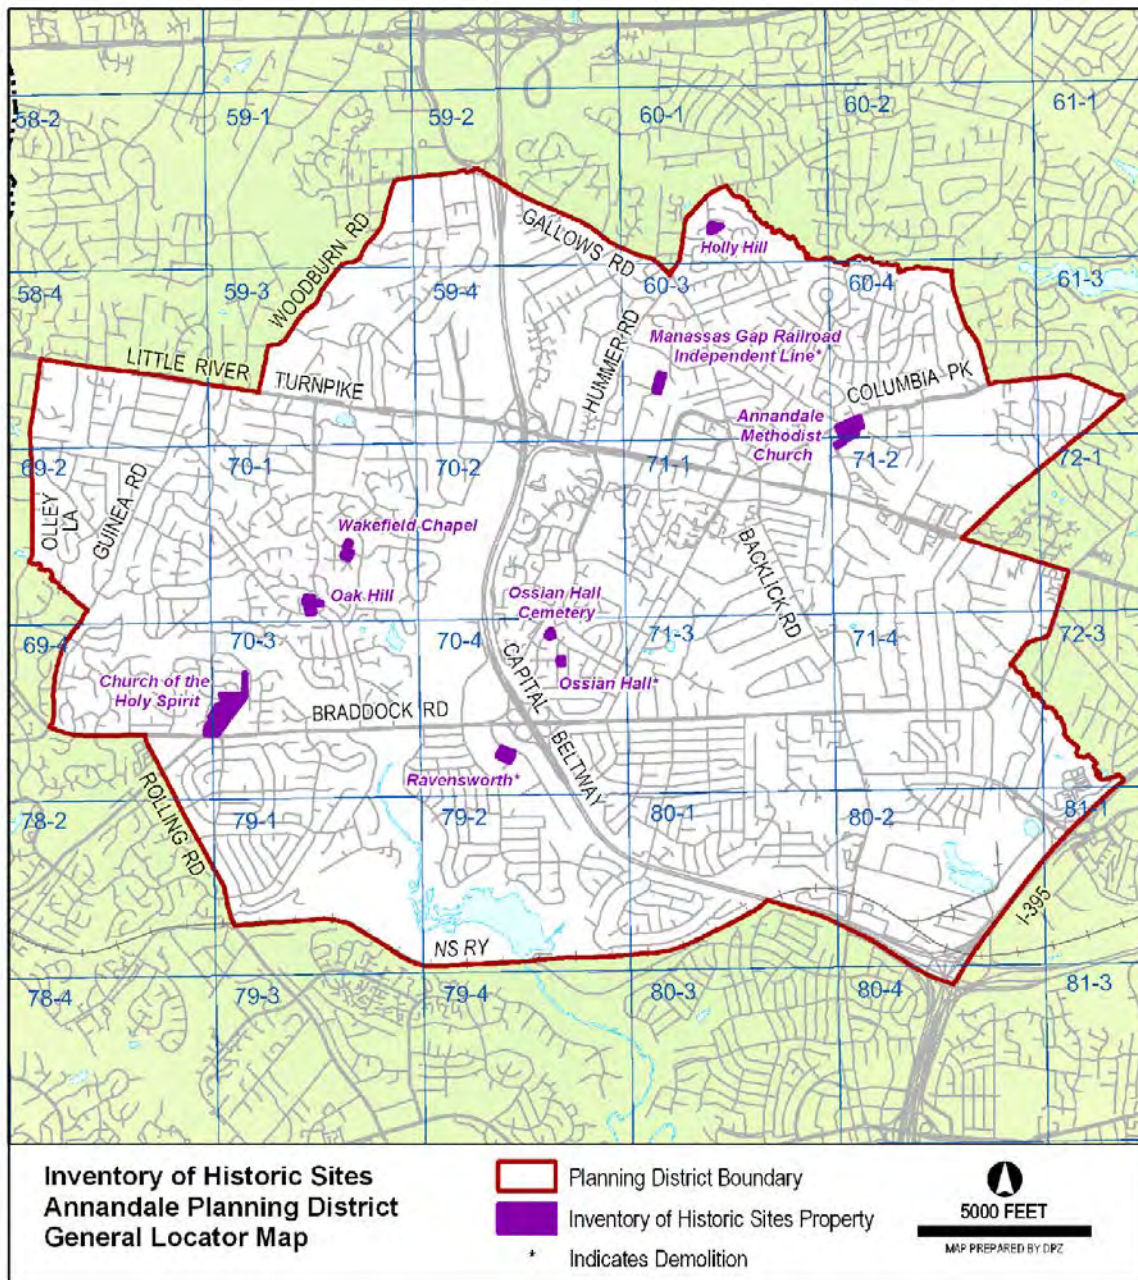 60-2
61-1
60-1
59-2
59-1
58-2
GALLOWS RD
WOODBURN RD
Holly Hill
61-3
60-4
60-3
59-4
59-3
58-4
HUMMER RD
Manassas Gap Railroad
Independent Line*
LITTLE RIVER
TURNPIKE
COLUMBIA PK
Annandale
Methodist
Church
72-1
71-2
71-1
70-2
70-1
69-2
GUINEA RD
OLLEY
LA
Wakefield Chapel
BACKLICK RD
Oak Hill
Ossian Hall
Cemetery
72-3
71-4
71-3
70-4
70-3
69-4
Church of the
Holy Spirit
CAPITAL
BELTWAY
Ossian Hall*
BRADDOCK RD
Ravensworth*
ROLLING RD
81-1
80-2
80-1
79-2
79-1
78-2
I-395
NS RY
81-3
80-4
80-3
79-4
79-3
78-4
Inventory of Historic Sites
Annandale Planning District
General Locator Map
Planning District Boundary
Inventory of Historic Sites Property
* Indicates Demolition
5000 FEET
MAP PREPARED BY DPZ